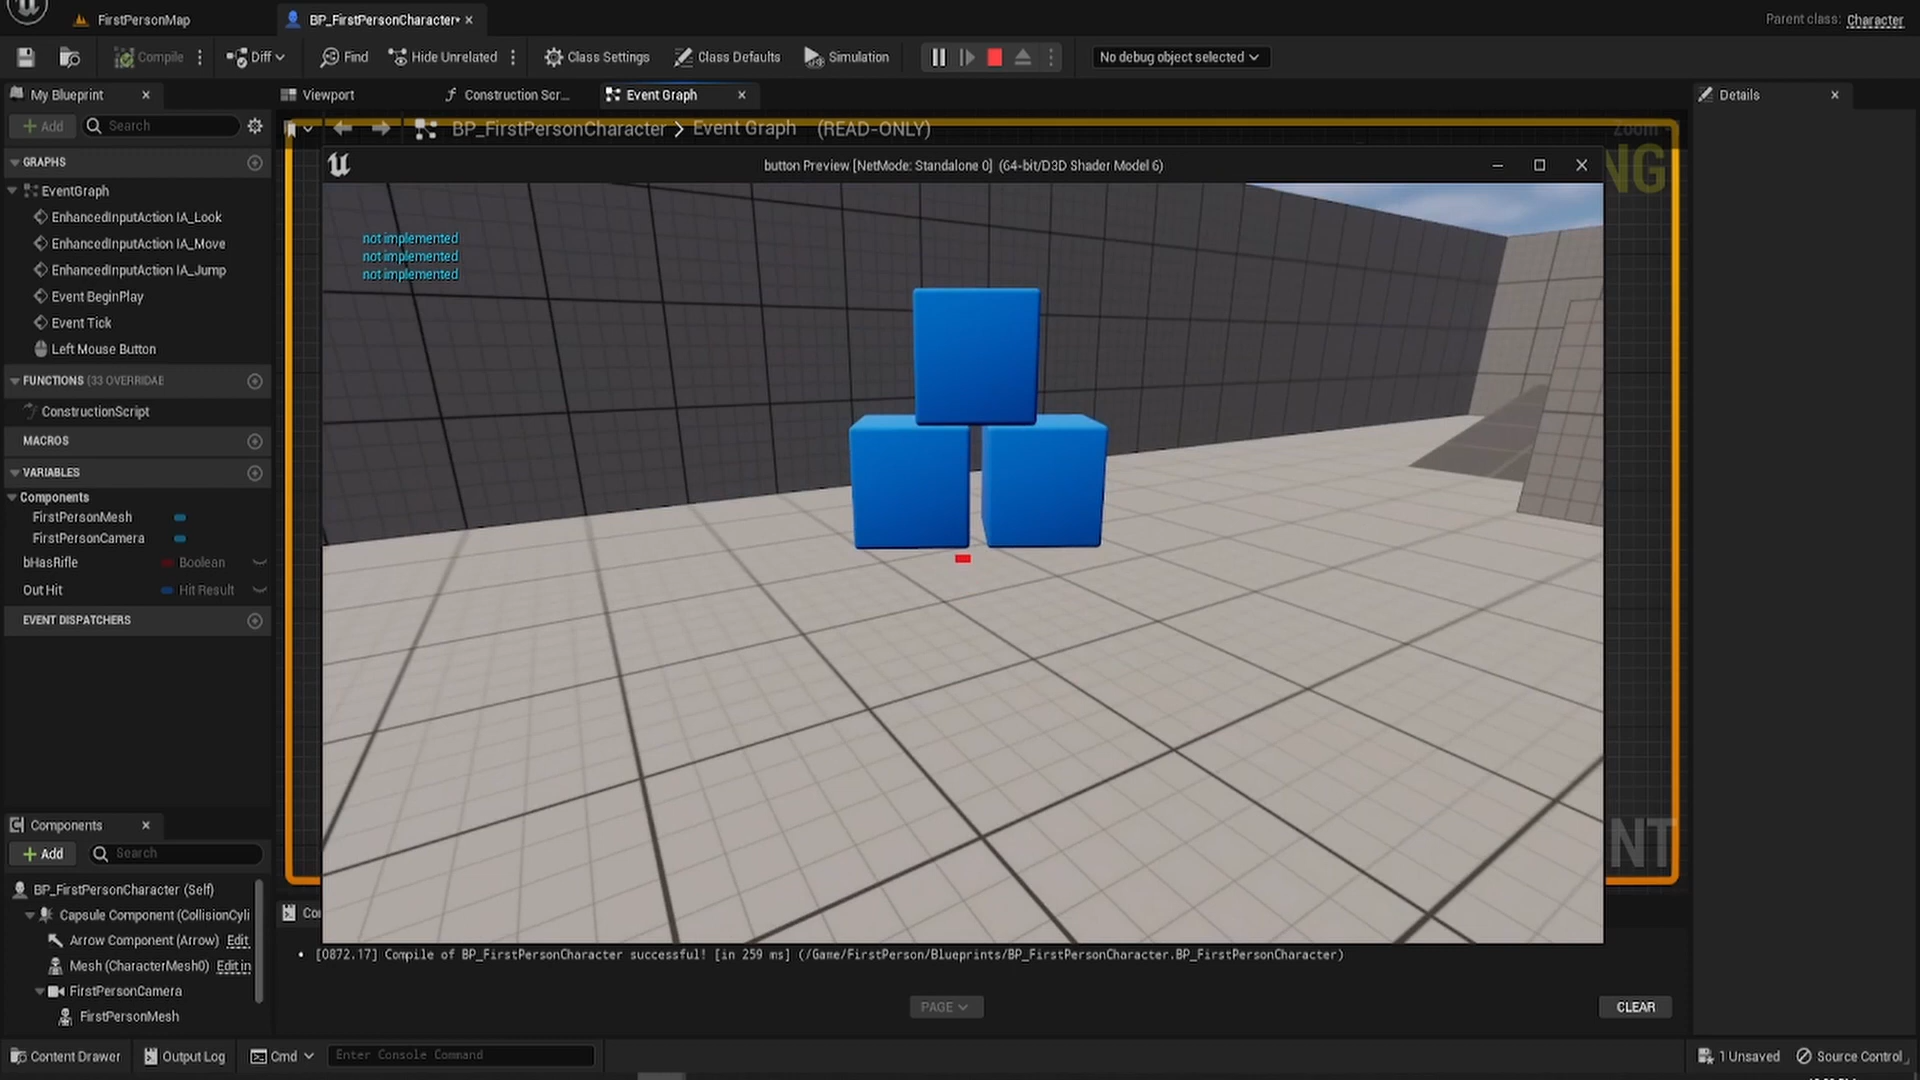 FirstPersonMap
BP_FirstPersonCharacter*
Parent class: Character
Compile
Diff
Find
Hide Unrelated
Class Settings
Class Defaults
Simulation
No debug object selected
My Blueprint
Viewport
Construction Scr...
Event Graph
Details
Add
Search
BP_FirstPersonCharacter > Event Graph (READ-ONLY)
Zoom
NG
button Preview [NetMode: Standalone 0] (64-bit/D3D Shader Model 6)
not implemented
not implemented
not implemented
GRAPHS
EventGraph
EnhancedInputAction IA_Look
EnhancedInputAction IA_Move
EnhancedInputAction IA_Jump
Event BeginPlay
Event Tick
Left Mouse Button
FUNCTIONS (33 OVERRIDAE
ConstructionScript
MACROS
VARIABLES
Components
FirstPersonMesh
FirstPersonCamera
bHasRifle Boolean
Out Hit Hit Result
EVENT DISPATCHERS
Components
Add
Search
NT
BP_FirstPersonCharacter (Self)
Capsule Component (CollisionCyli
Arrow Component (Arrow) Edit
Mesh (CharacterMesh0) Edit in
FirstPersonCamera
FirstPersonMesh
Co
[0872.17] Compile of BP_FirstPersonCharacter successful! [in 259 ms] (/Game/FirstPerson/Blueprints/BP_FirstPersonCharacter.BP_FirstPersonCharacter)
PAGE
CLEAR
Content Drawer
Output Log
Cmd
Enter Console Command
1 Unsaved
Source Control